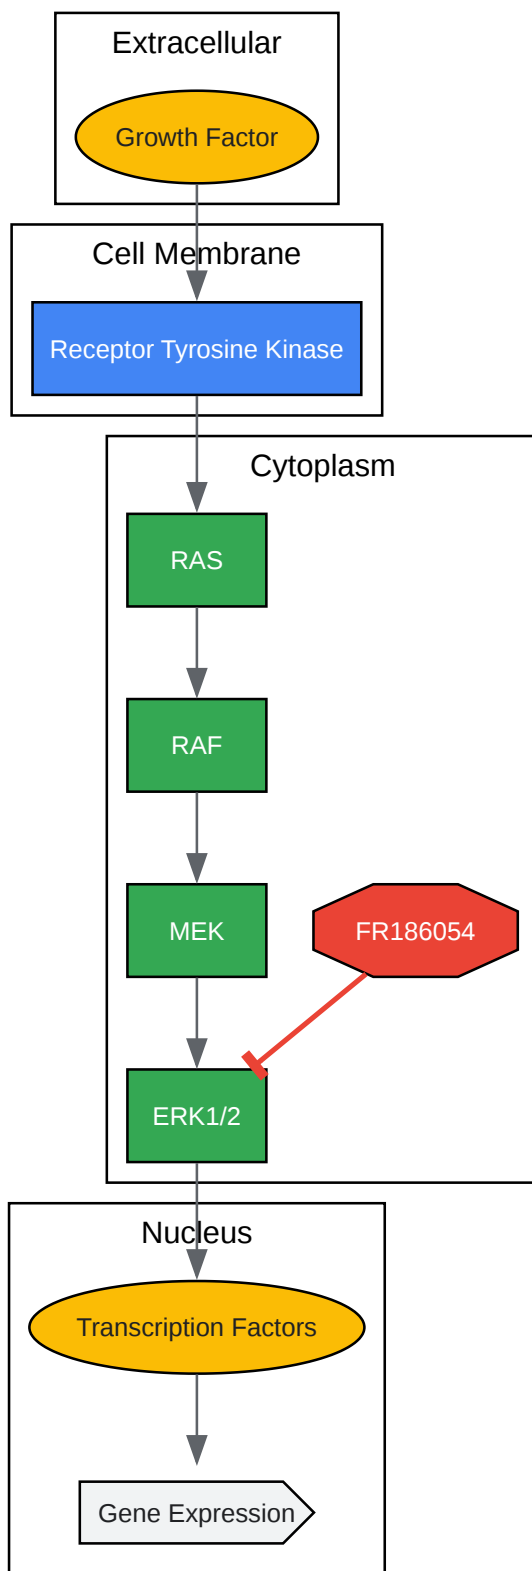 Extracellular
Growth Factor
Cell Membrane
Receptor Tyrosine Kinase
Cytoplasm
RAS
RAF
MEK
FR186054
ERK1/2
Nucleus
Transcription Factors
Gene Expression